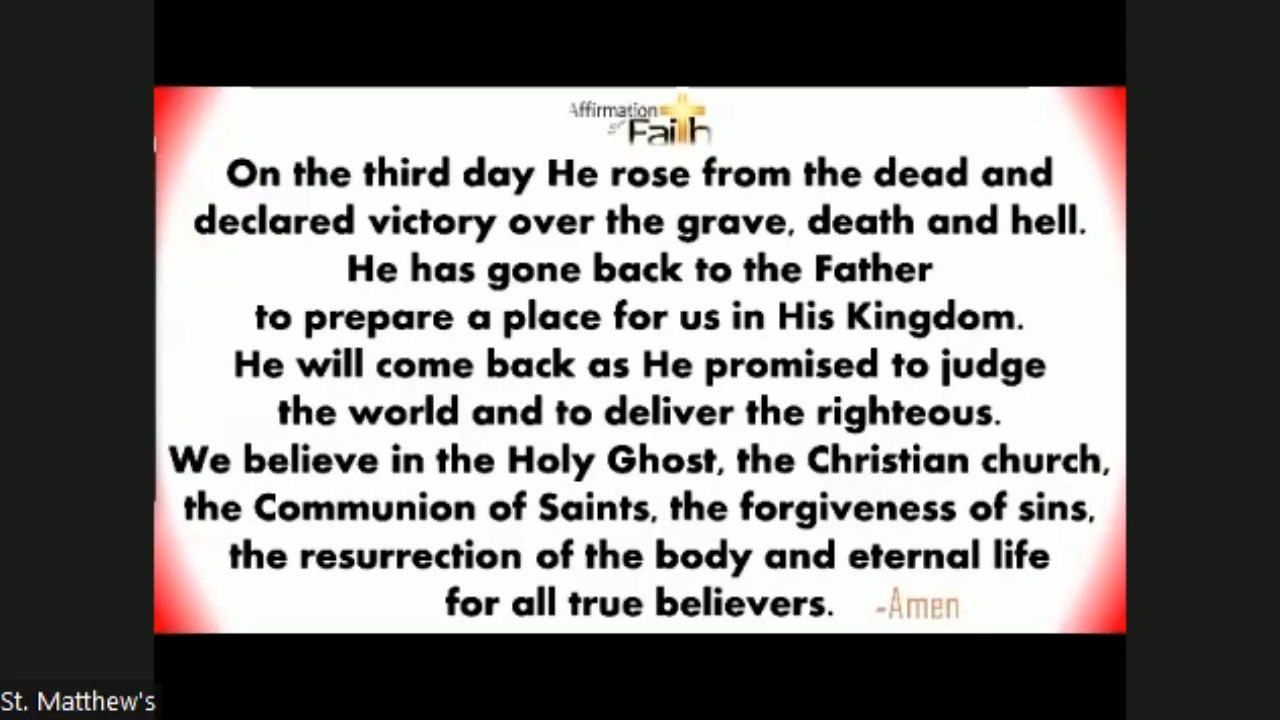 Affirmation
of Faith
On the third day He rose from the dead and
declared victory over the grave, death and hell.
He has gone back to the Father
to prepare a place for us in His Kingdom.
He will come back as He promised to judge
the world and to deliver the righteous.
We believe in the Holy Ghost, the Christian church,
the Communion of Saints, the forgiveness of sins,
the resurrection of the body and eternal life
for all true believers. -Amen
St. Matthew's